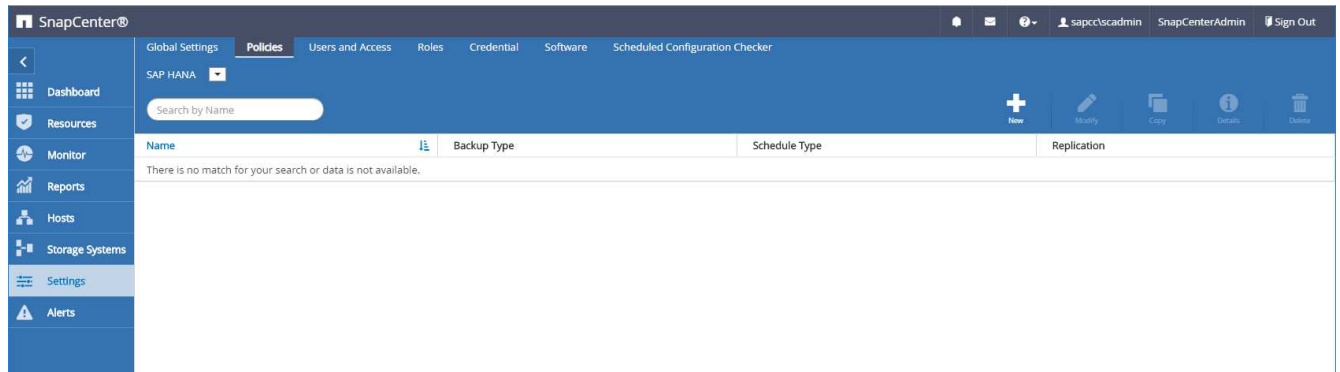 SnapCenter® sapcc\scadmin SnapCenterAdmin Sign Out
Global Settings Policies Users and Access Roles Credential Software Scheduled Configuration Checker
SAP HANA
Dashboard
Search by Name
New Modify Copy Details Delete
Resources
Name Backup Type Schedule Type Replication
Monitor
There is no match for your search or data is not available.
Reports
Hosts
Storage Systems
Settings
Alerts